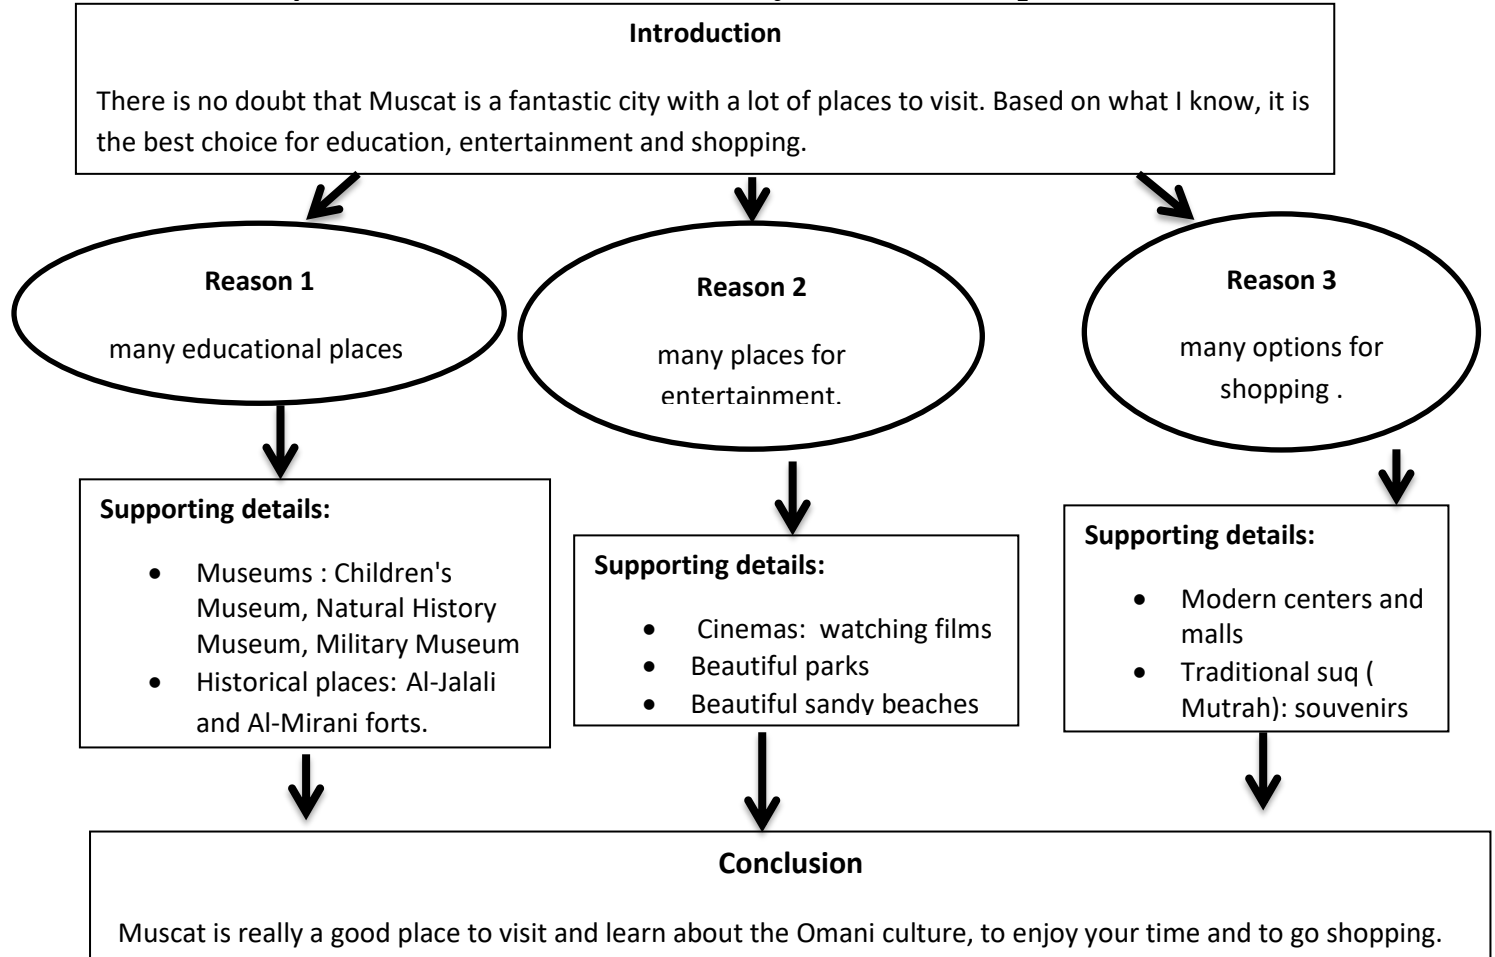 Introduction
There is no doubt that Muscat is a fantastic city with a lot of places to visit. Based on what I know, it is
the best choice for education, entertainment and shopping.
Reason 1
many educational places
Reason 2
many places for
entertainment.
Reason 3
many options for
shopping .
Supporting details:
• Museums : Children's
Museum, Natural History
Museum, Military Museum
• Historical places: Al-Jalali
and Al-Mirani forts.
Supporting details:
• Cinemas: watching films
• Beautiful parks
• Beautiful sandy beaches
Supporting details:
• Modern centers and
malls
• Traditional suq (
Mutrah): souvenirs
Conclusion
Muscat is really a good place to visit and learn about the Omani culture, to enjoy your time and to go shopping.